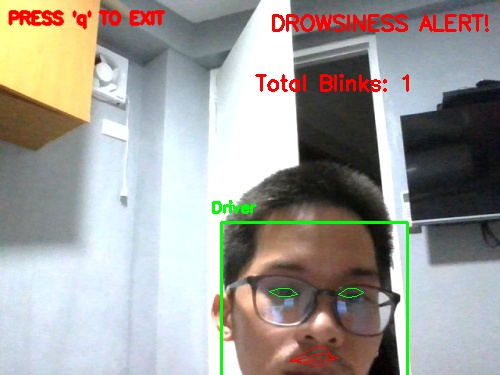 PRESS 'q' TO EXIT
DROWSINESS ALERT!
Total Blinks: 1
Driver